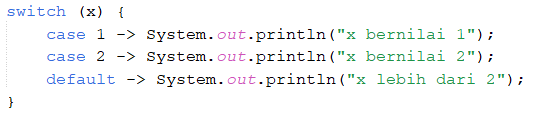 switch (x) {
    case 1 -> System.out.println("x bernilai 1");
    case 2 -> System.out.println("x bernilai 2");
    default -> System.out.println("x lebih dari 2");
}